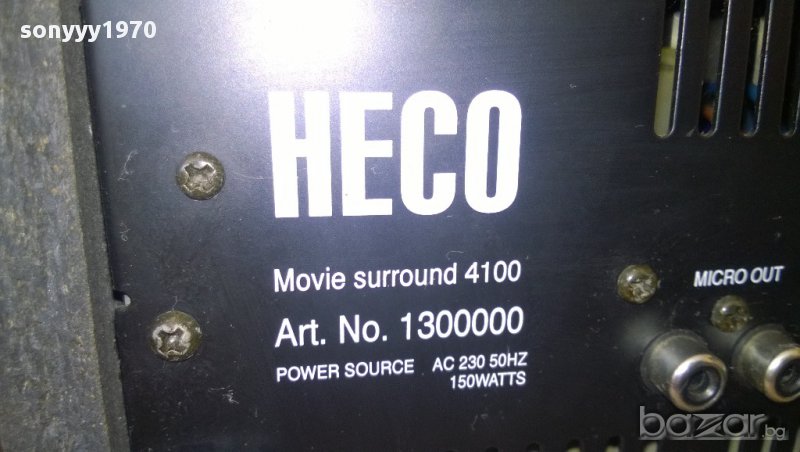 sonyyy1970
HECO
Movie surround 4100
Art. No. 1300000
POWER SOURCE AC 230 50HZ
150WATTS
MICRO OUT
bazar.bg